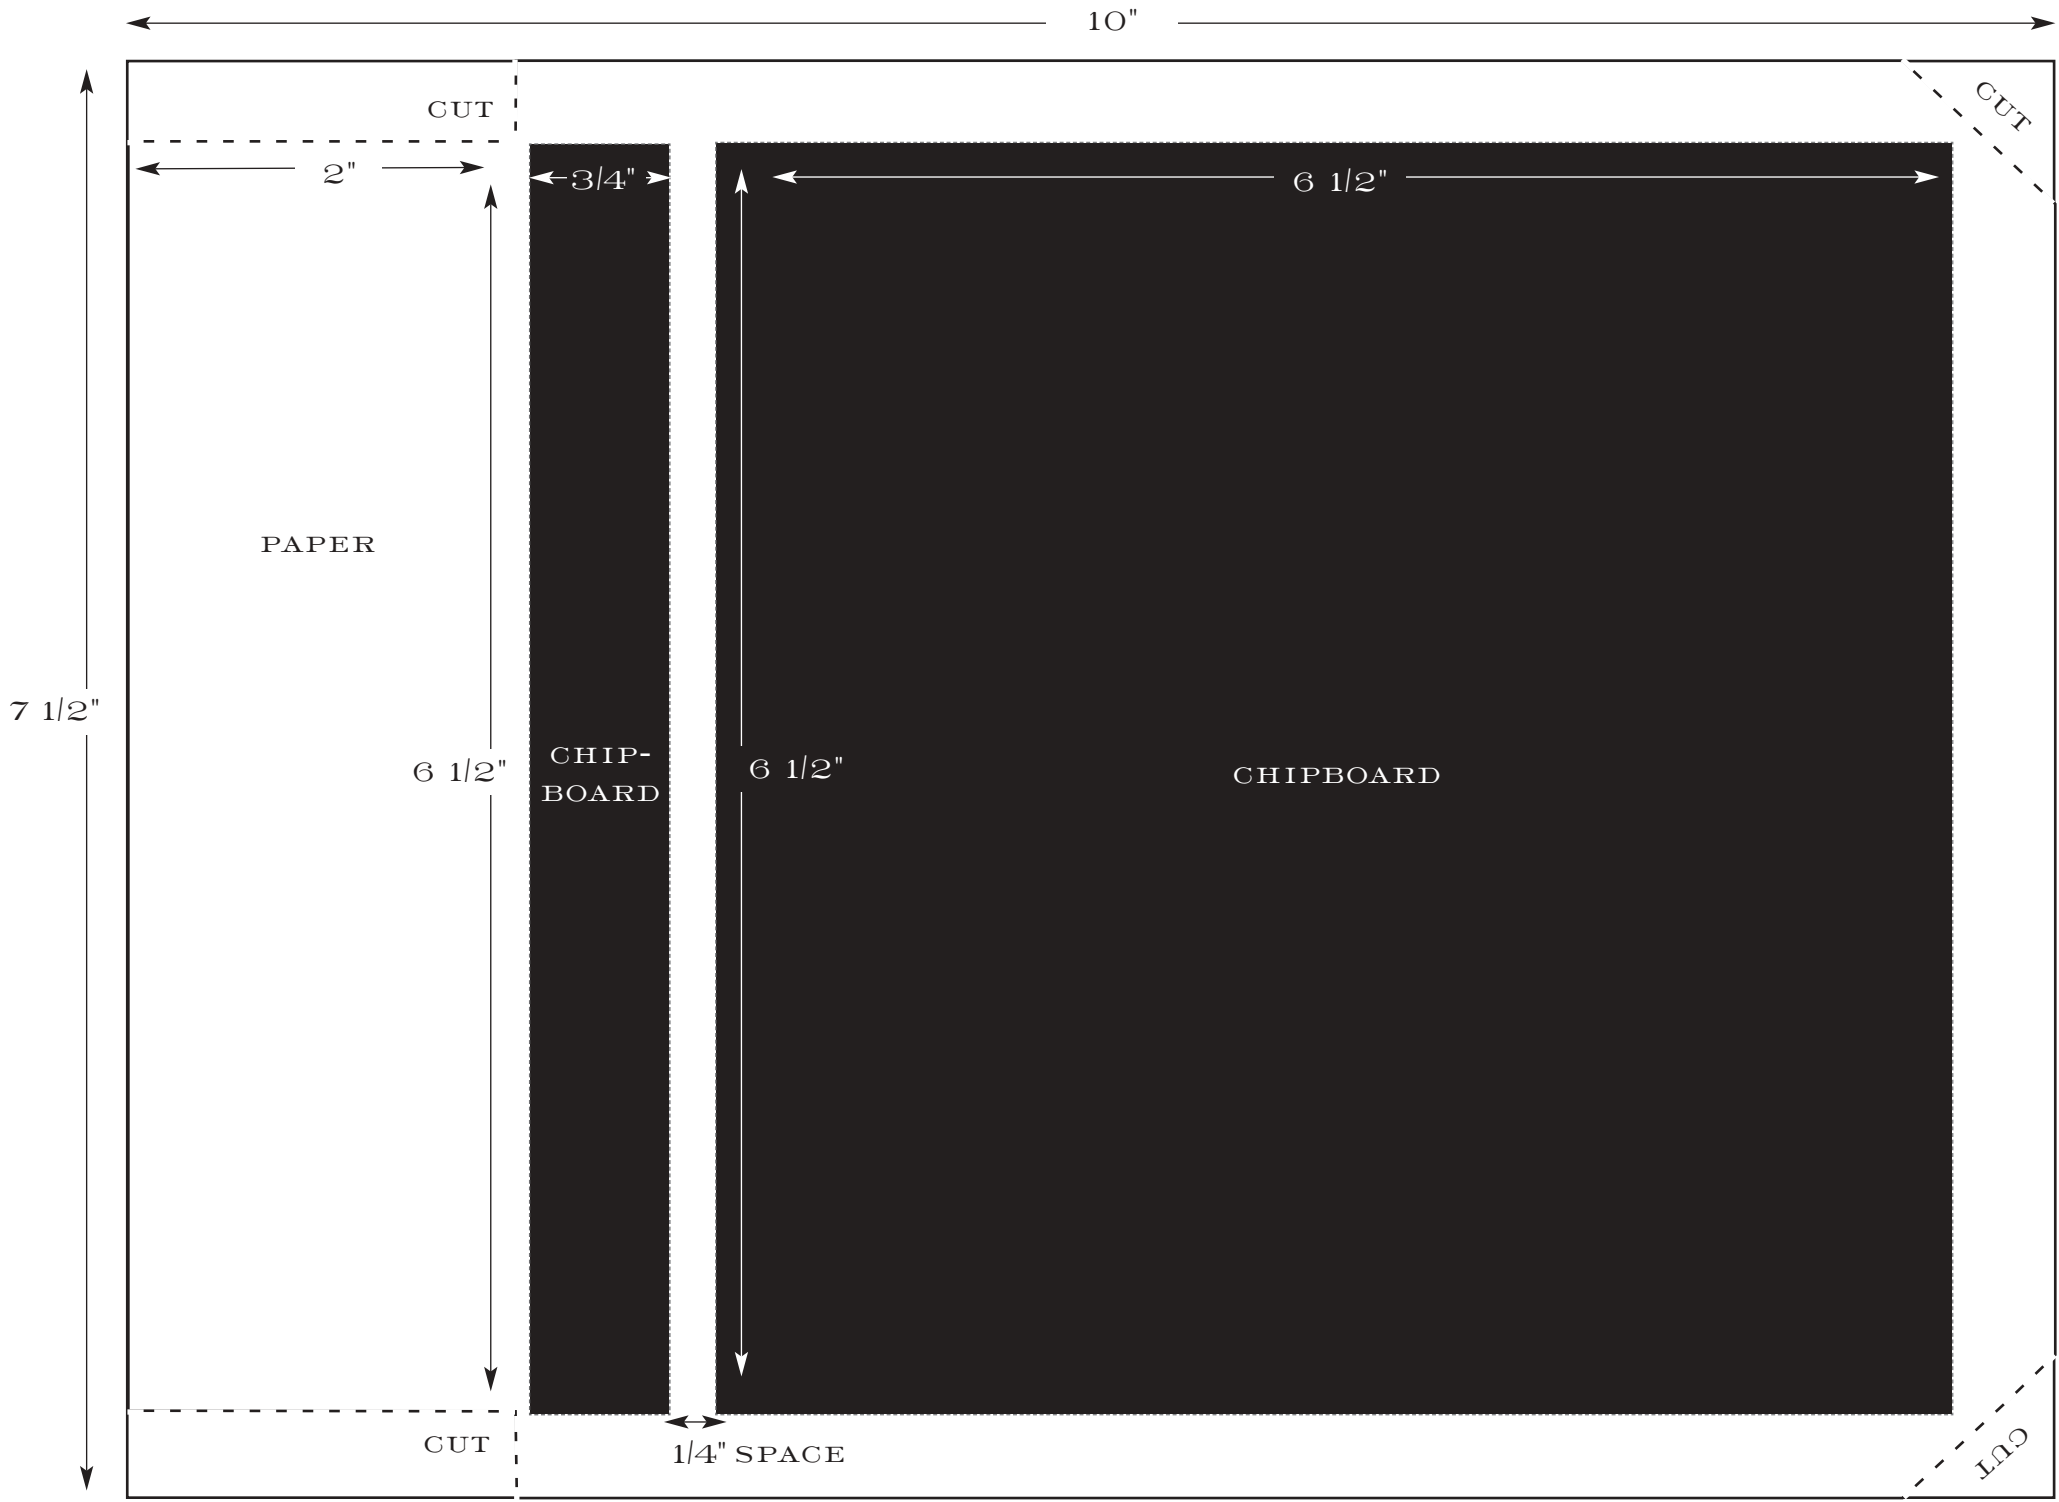 10"
CUT
CUT
2"
3/4"
6 1/2"
PAPER
7 1/2"
6 1/2"
CHIP-
BOARD
6 1/2"
CHIPBOARD
CUT
1/4" SPACE
CUT